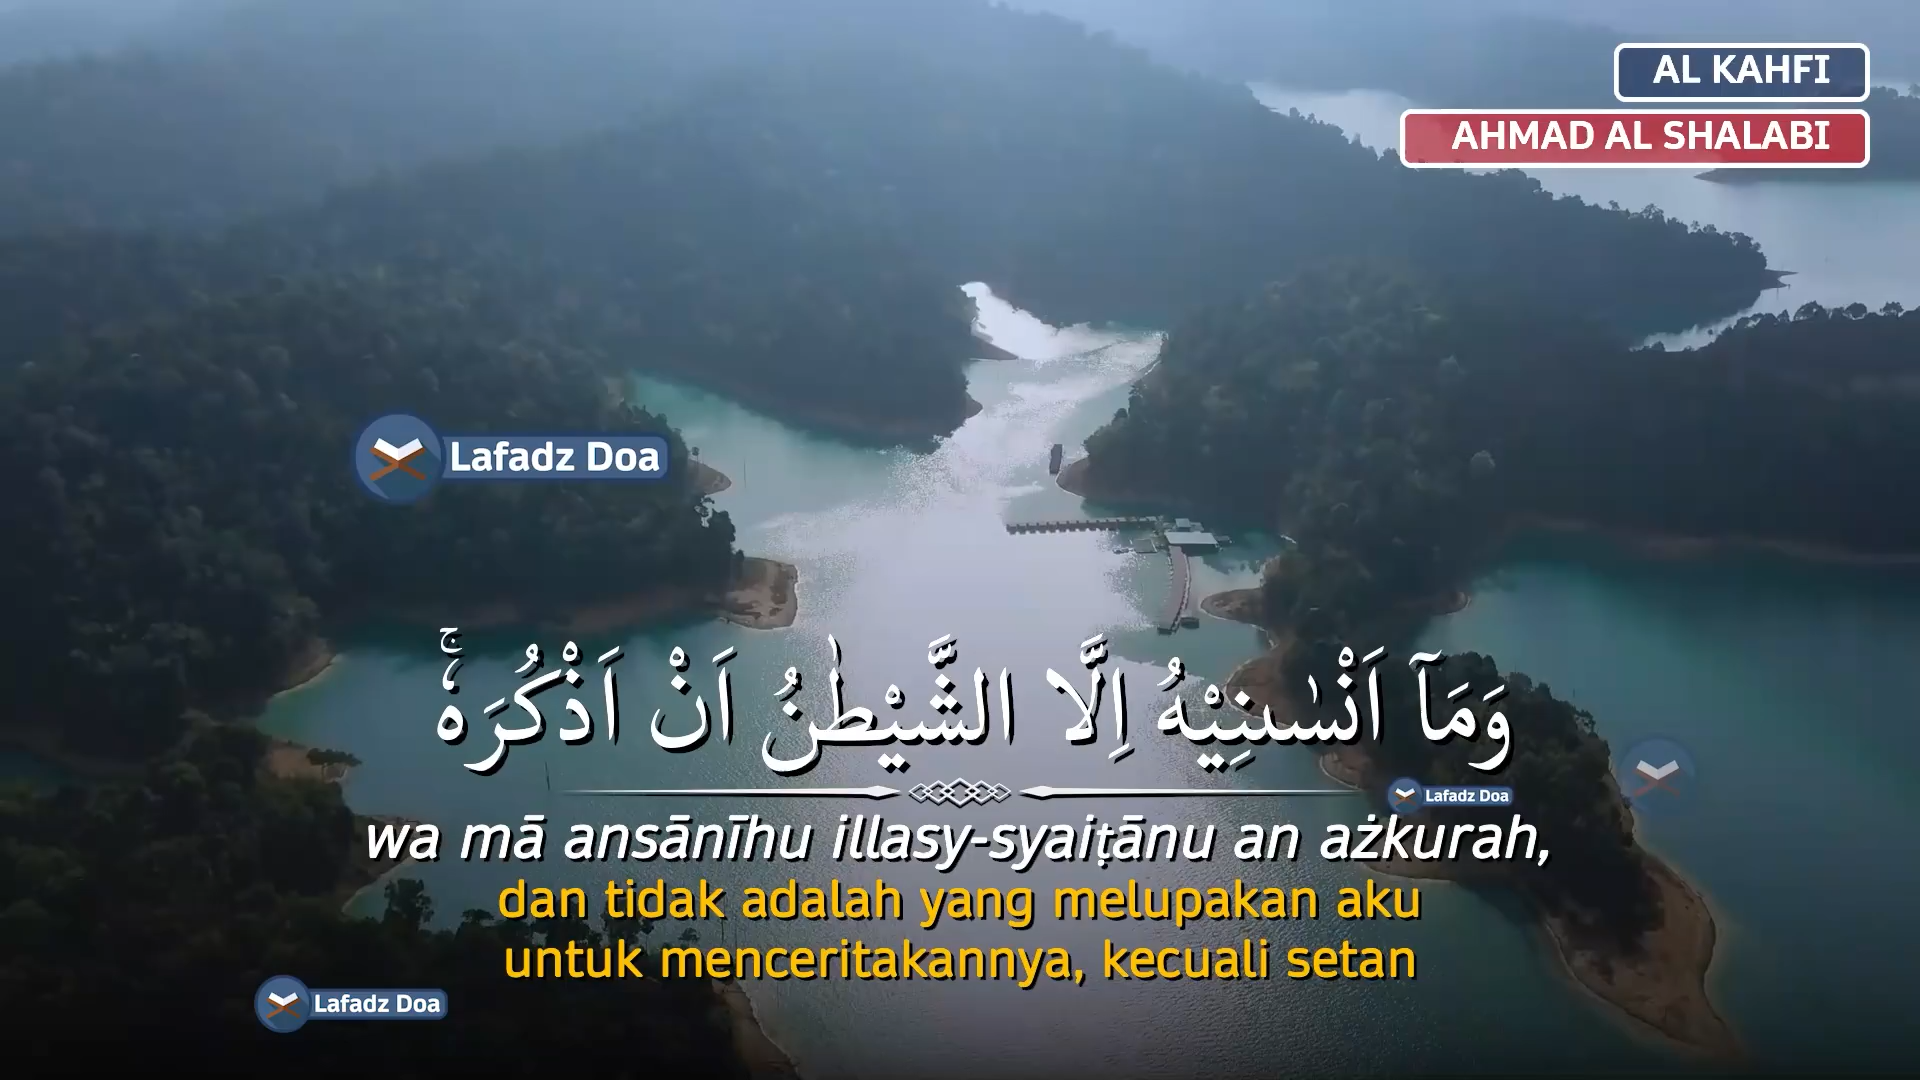 AL KAHFI
AHMAD AL SHALABI
Lafadz Doa
وَمَآ اَنْسٰىنِيْهُ اِلَّا الشَّيْطٰنُ اَنْ اَذْكُرَهٗۚ
Lafadz Doa
wa mā ansānīhu illasy-syaiṭānu an ażkurah,
dan tidak adalah yang melupakan aku
untuk menceritakannya, kecuali setan
Lafadz Doa